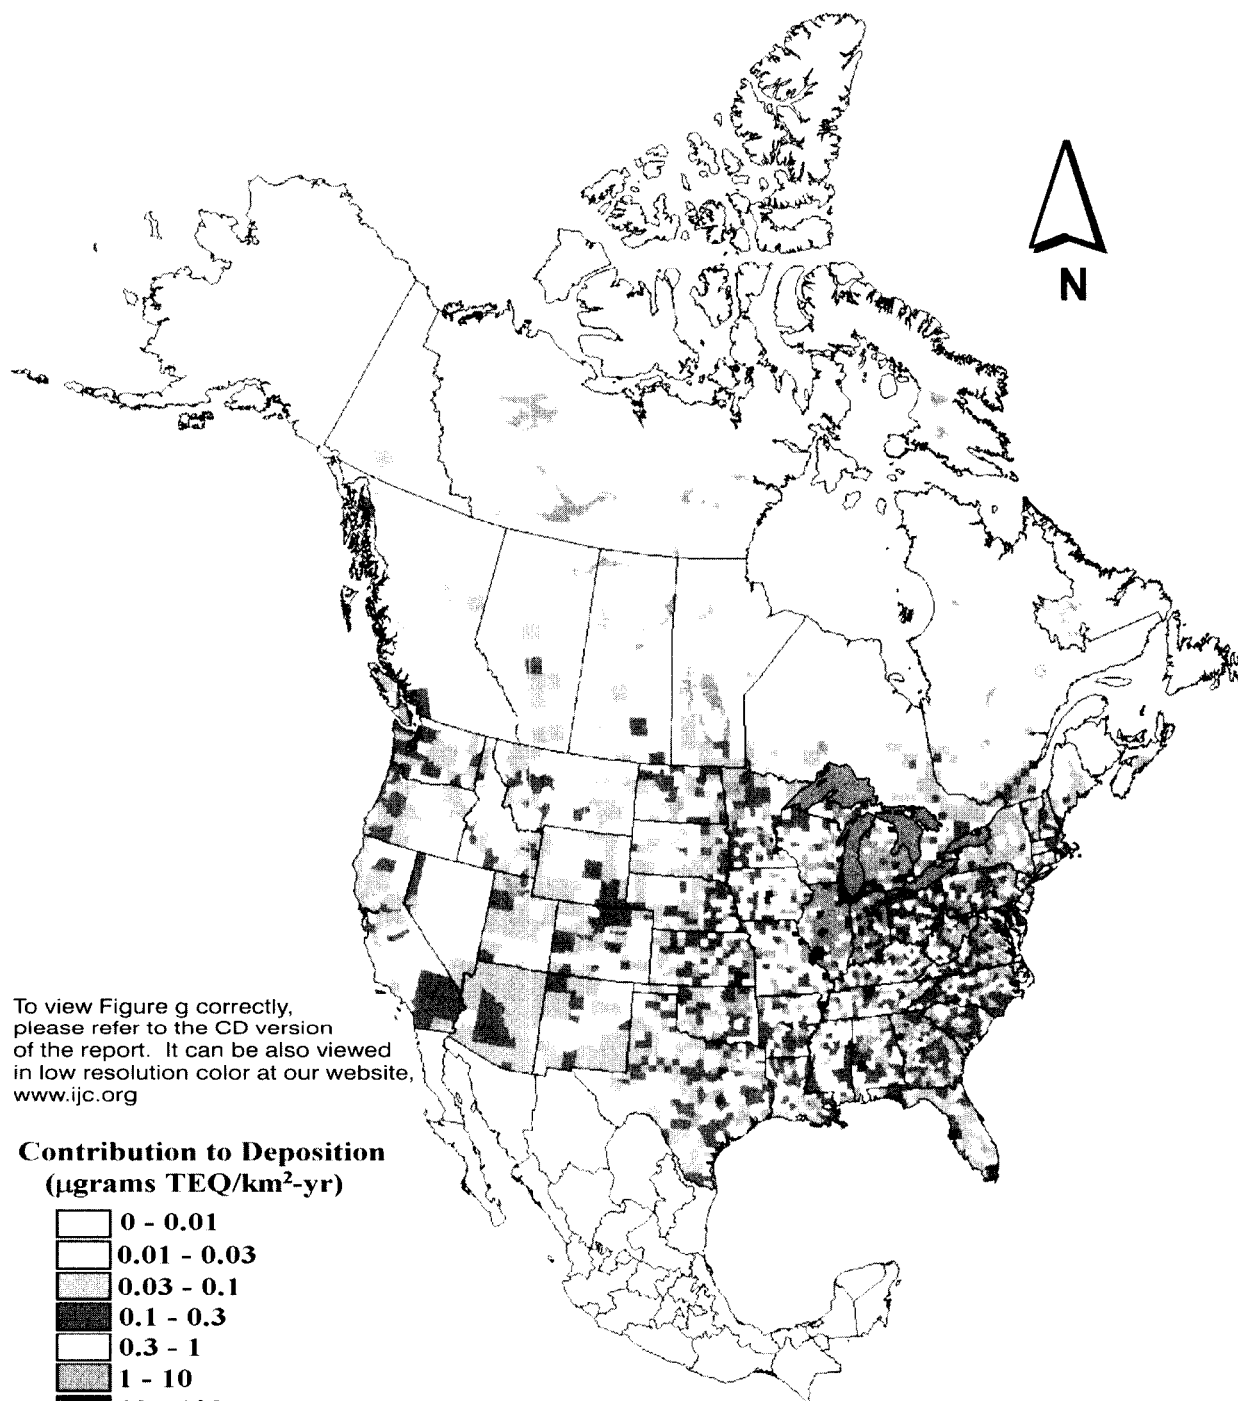 N
To view Figure g correctly,
please refer to the CD version
of the report. It can be also viewed
in low resolution color at our website,
www.ijc.org
Contribution to Deposition
(μgrams TEQ/km²-yr)
0 - 0.01
0.01 - 0.03
0.03 - 0.1
0.1 - 0.3
0.3 - 1
1 - 10